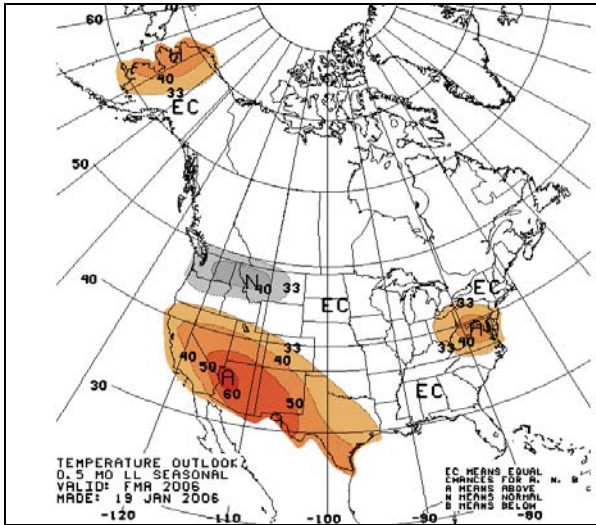 60
50
40
30
40
33
EC
N
40
33
EC
33
40
50
40
A
60
50
EC
33
A
40
33
EC
TEMPERATURE OUTLOOK
0.5 MO LL SEASONAL
VALID: FMA 2006
MADE: 19 JAN 2006
EC MEANS EQUAL
CHANCES FOR A, N, B
A MEANS ABOVE
N MEANS NORMAL
B MEANS BELOW
-120
-110
-100
-90
-80